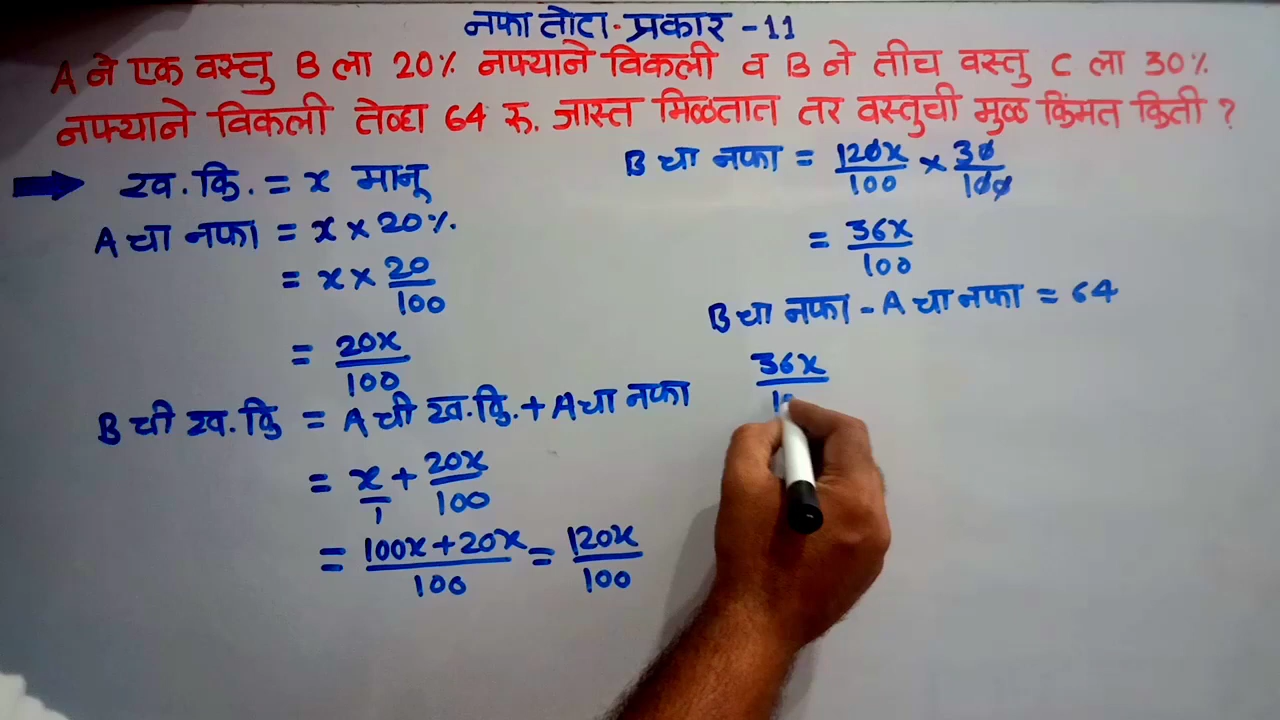 नफा तोटा - प्रकार - 11
A ने एक वस्तु B ला 20% नफ्याने विकली व B ने तीच वस्तु C ला 30%
नफ्याने विकली तेव्हा 64 रु. जास्त मिळतात तर वस्तुची मुळ किंमत किती ?
ख. कि. = x मानू
A चा नफा = x × 20%.
= x × 20/100
= 20x/100
B ची ख. कि = A ची ख. कि. + A चा नफा
= x/1 + 20x/100
= 100x + 20x/100 = 120x/100
B चा नफा = 120x/100 × 30/100
= 36x/100
B चा नफा - A चा नफा = 64
36x